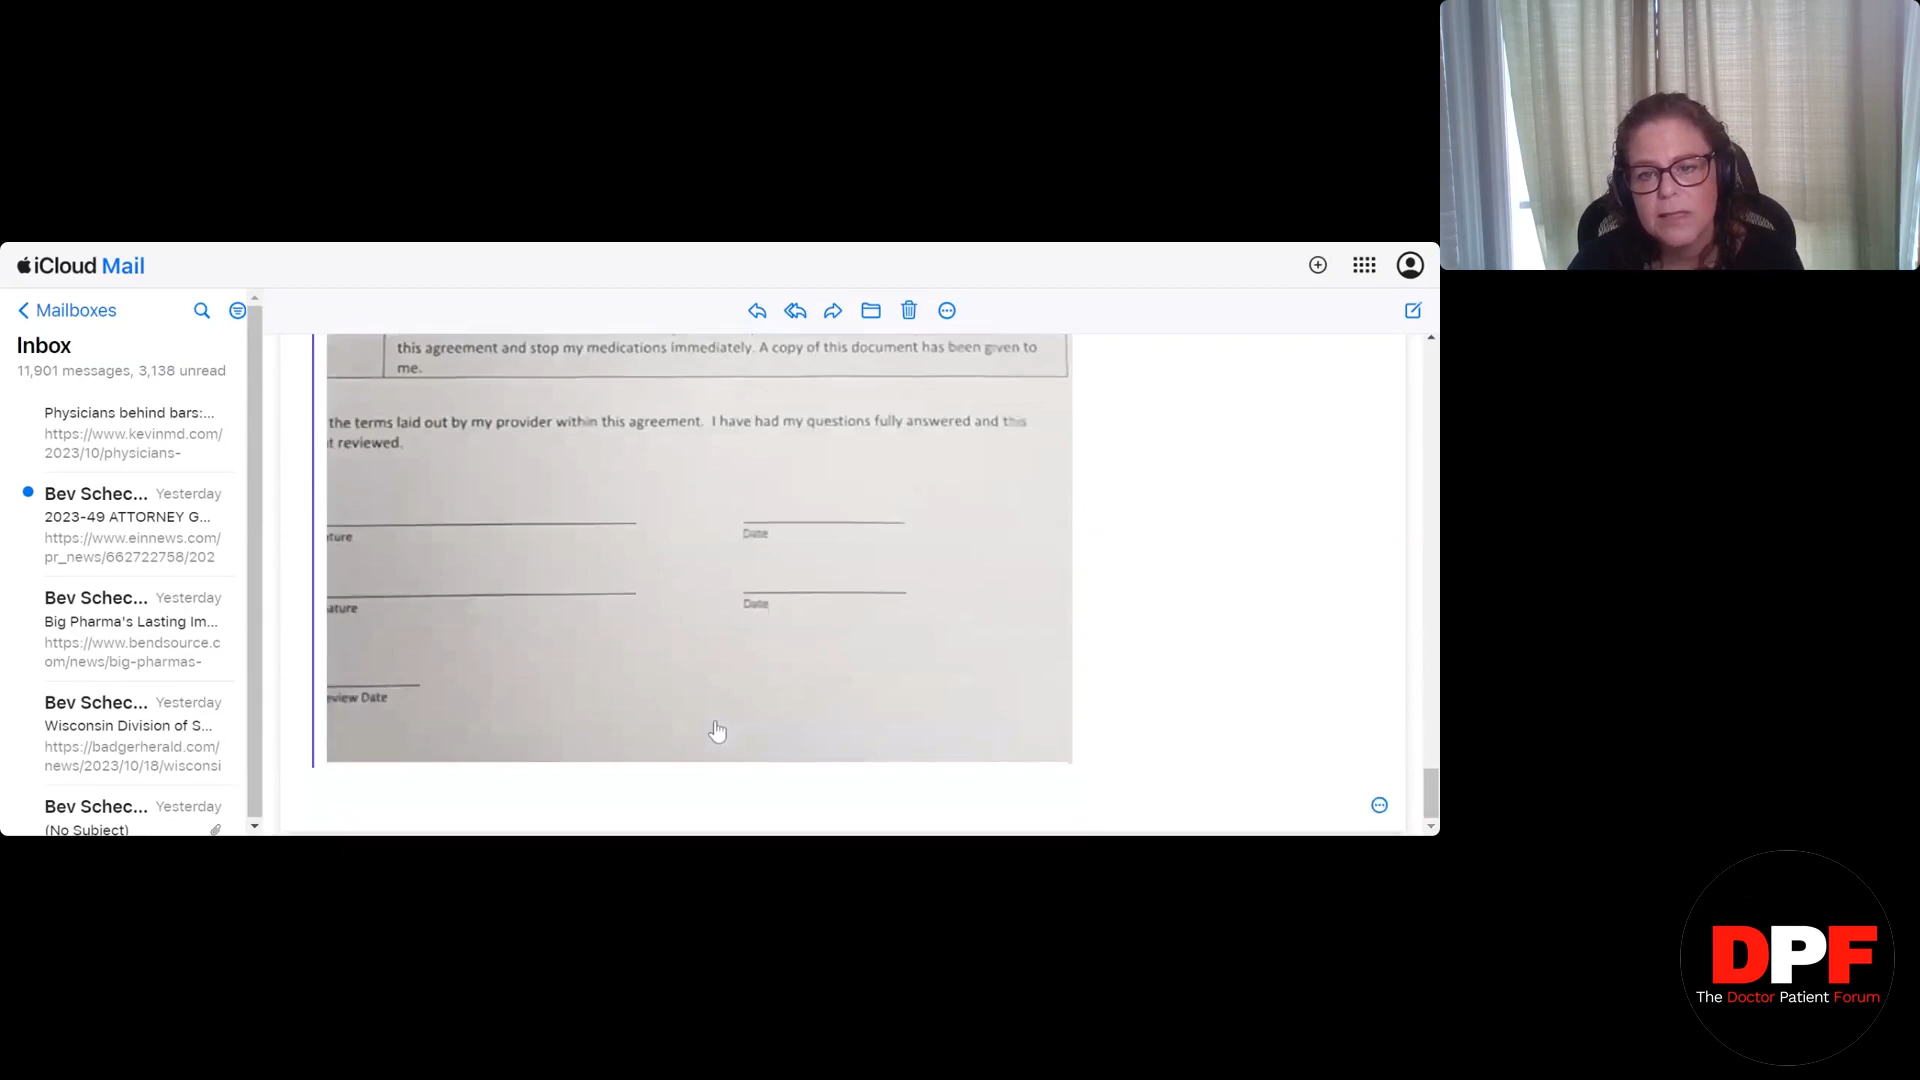 iCloud Mail
Mailboxes
Inbox
11,901 messages, 3,138 unread
Physicians behind bars:...
https://www.kevinmd.com/
2023/10/physicians-
Bev Schec... Yesterday
2023-49 ATTORNEY G...
https://www.einnews.com/
pr_news/662722758/202
Bev Schec... Yesterday
Big Pharma's Lasting Im...
https://www.bendsource.c
om/news/big-pharmas-
Bev Schec... Yesterday
Wisconsin Division of S...
https://badgerherald.com/
news/2023/10/18/wisconsi
Bev Schec... Yesterday
(No Subject)
this agreement and stop my medications immediately. A copy of this document has been given to
me.
the terms laid out by my provider within this agreement. I have had my questions fully answered and this
t reviewed.
ture Date
ature Date
eview Date
DPF
The Doctor Patient Forum